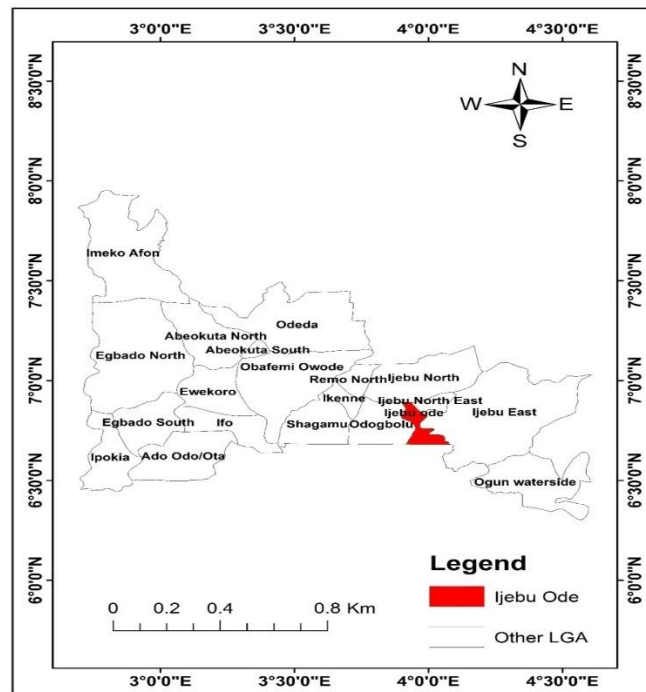 3°0'0"E 3°30'0"E 4°0'0"E 4°30'0"E
8°30'0"N 8°30'0"N
N
W E
S
8°0'0"N 8°0'0"N
Imeko Afon
7°30'0"N 7°30'0"N
Odeda
Abeokuta North
Abeokuta South
Egbado North
Obafemi Owode
7°0'0"N 7°0'0"N
Remo North
Ijebu North
Ewekoro
Ikenne
Ijebu North East
Ijebu ode
Ijebu East
Egbado South
Ifo
Shagamu
Odogbolu
Ipokia
Ado Odo/Ota
6°30'0"N 6°30'0"N
Ogun waterside
Legend
Ijebu Ode
Other LGA
6°0'0"N 6°0'0"N
0 0.2 0.4 0.8 Km
3°0'0"E 3°30'0"E 4°0'0"E 4°30'0"E